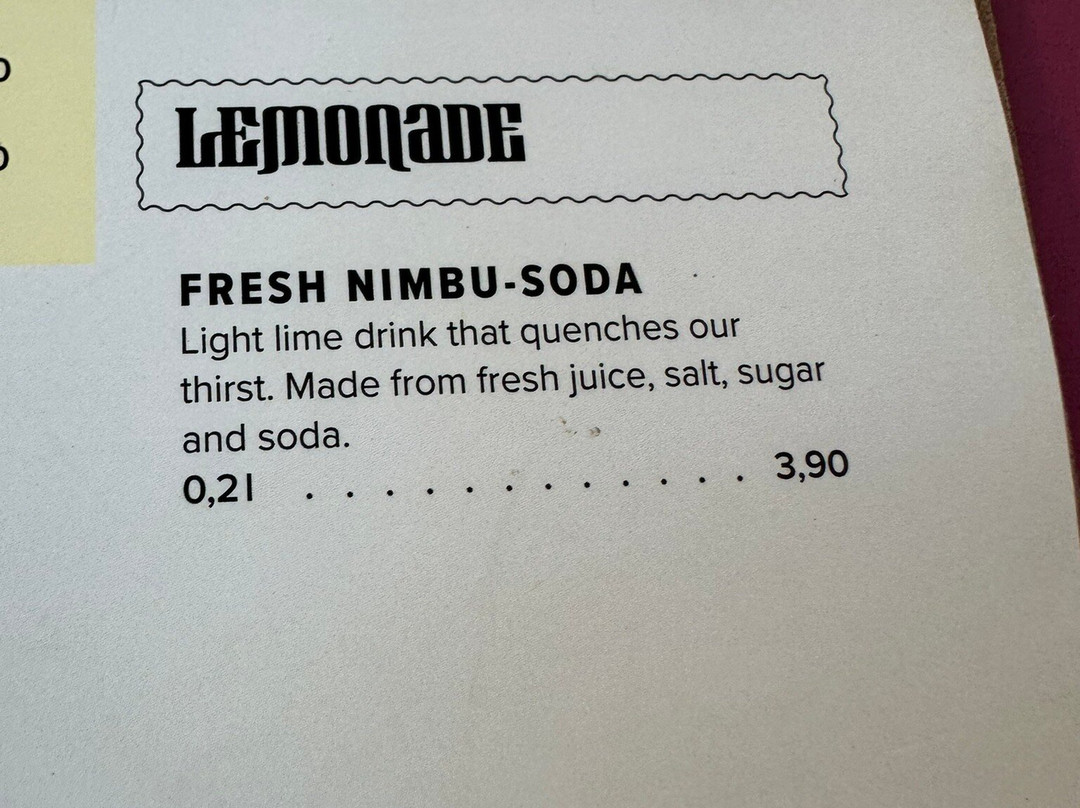 LEMONADE
FRESH NIMBU-SODA
Light lime drink that quenches our
thirst. Made from fresh juice, salt, sugar
and soda.
0,2l . . . . . . . . . . . . 3,90